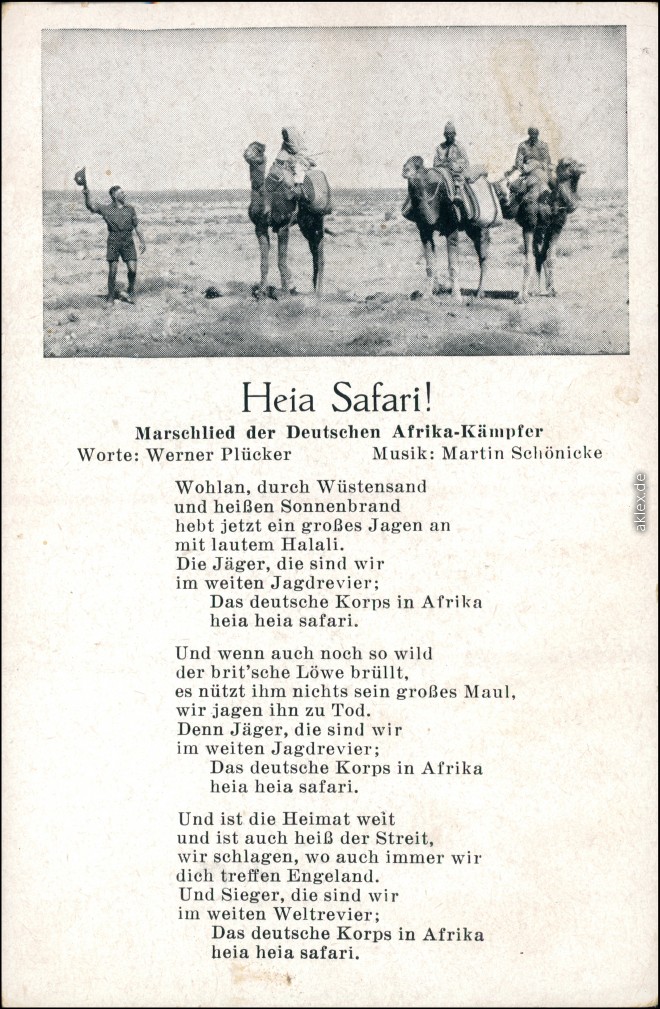 Heia Safari!
Marschlied der Deutschen Afrika-Kämpfer
Worte: Werner Plücker Musik: Martin Schönicke
Wohlan, durch Wüstensand
und heißen Sonnenbrand
hebt jetzt ein großes Jagen an
mit lautem Halali.
Die Jäger, die sind wir
im weiten Jagdrevier;
Das deutsche Korps in Afrika
heia heia safari.
Und wenn auch noch so wild
der brit'sche Löwe brüllt,
es nützt ihm nichts sein großes Maul,
wir jagen ihn zu Tod.
Denn Jäger, die sind wir
im weiten Jagdrevier;
Das deutsche Korps in Afrika
heia heia safari.
Und ist die Heimat weit
und ist auch heiß der Streit,
wir schlagen, wo auch immer wir
dich treffen Engeland.
Und Sieger, die sind wir
im weiten Weltrevier;
Das deutsche Korps in Afrika
heia heia safari.
aklex.de